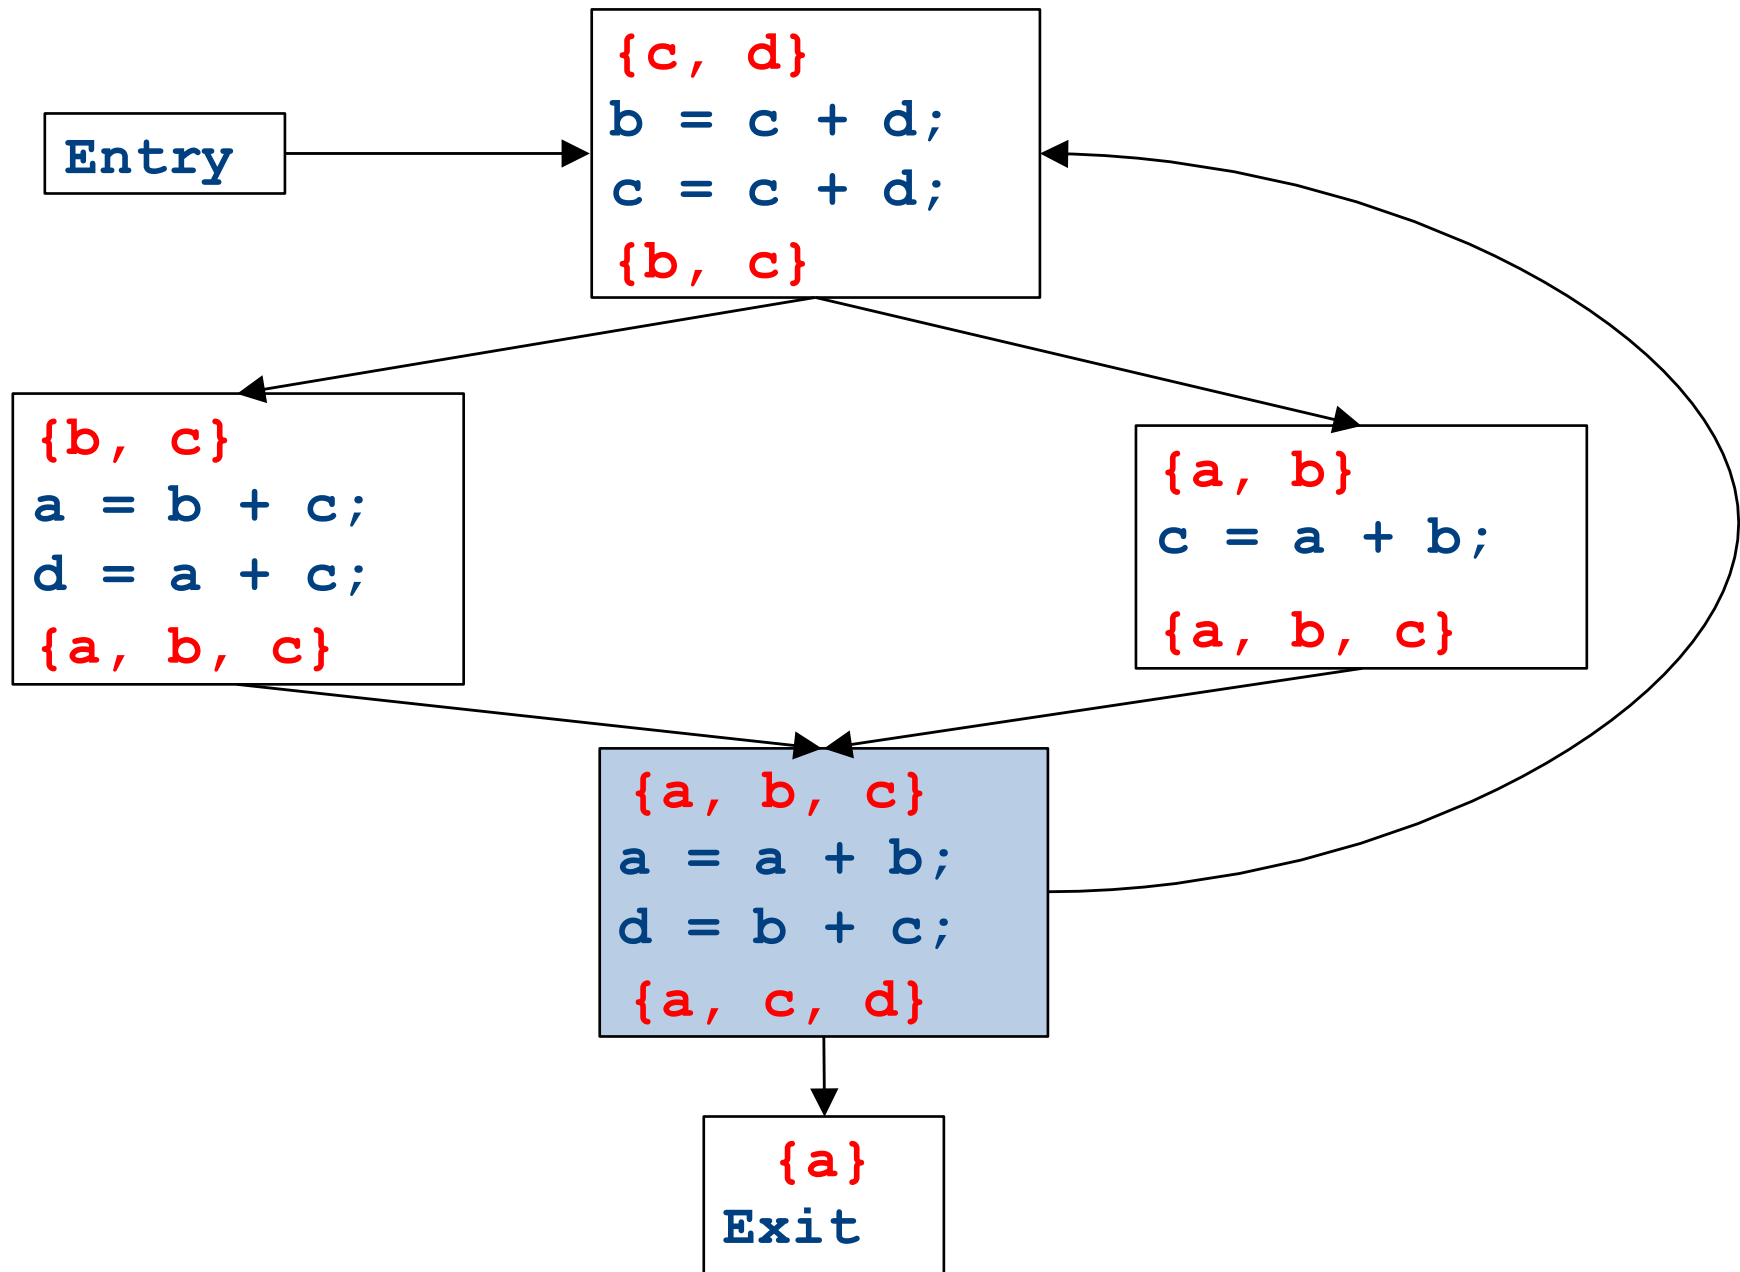 {c, d}
b = c + d;
c = c + d;
{b, c}
Entry
{b, c}
a = b + c;
d = a + c;
{a, b, c}
{a, b}
c = a + b;
{a, b, c}
{a, b, c}
a = a + b;
d = b + c;
{a, c, d}
{a}
Exit